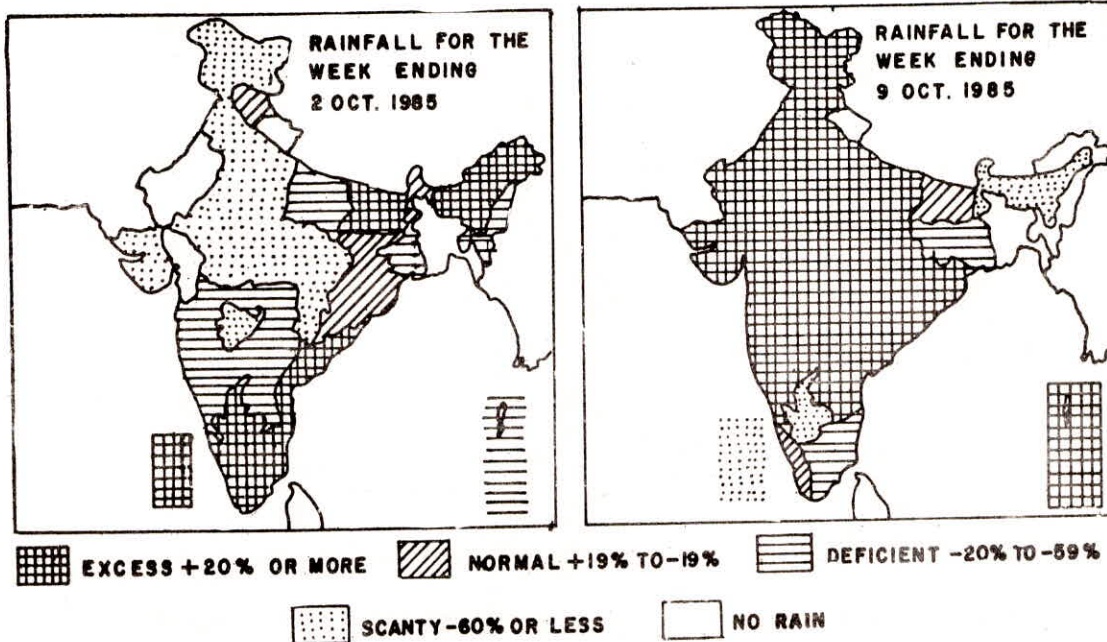 RAINFALL FOR THE
WEEK ENDING
2 OCT. 1985
RAINFALL FOR THE
WEEK ENDING
9 OCT. 1985
EXCESS +20% OR MORE
NORMAL +19% TO -19%
DEFICIENT -20% TO -59%
SCANTY -60% OR LESS
NO RAIN